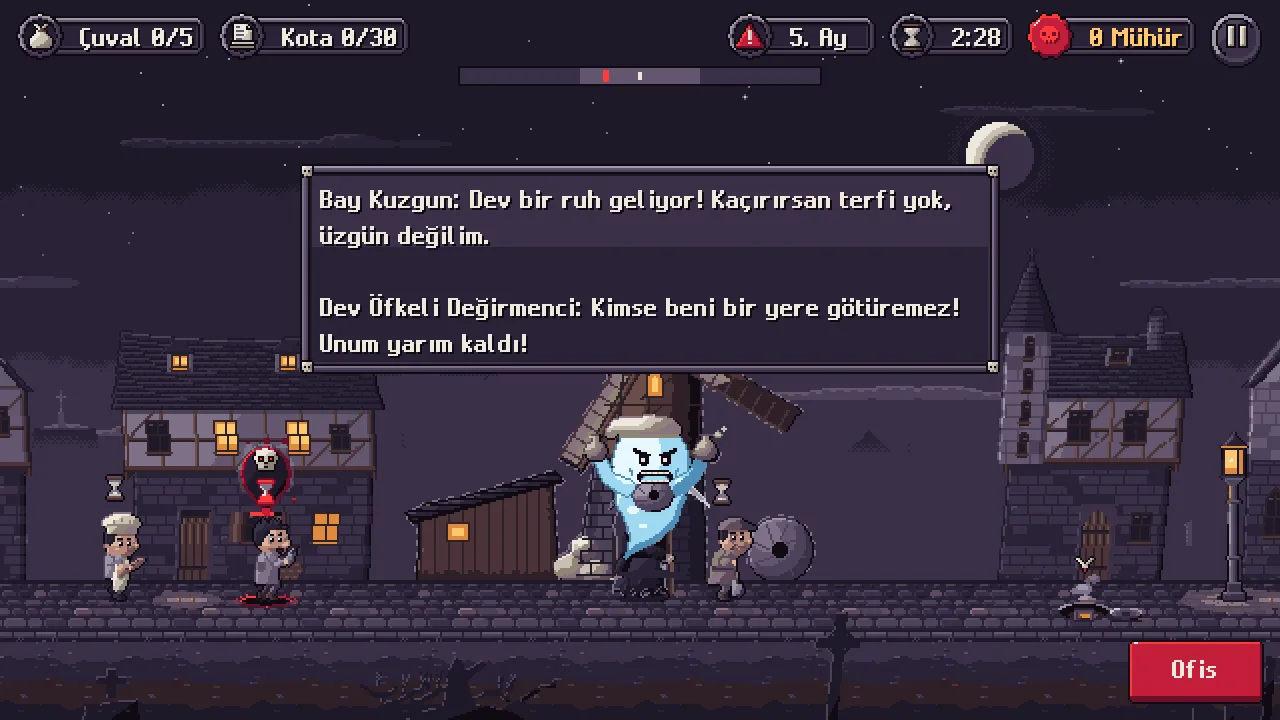 Çuval 0/5
Kota 0/30
5. Ay
2:28
0 Mühür
Bay Kuzgun: Dev bir ruh geliyor! Kaçırırsan terfi yok,
üzgün değilim.
Dev Öfkeli Değirmenci: Kimse beni bir yere götüremez!
Unum yarım kaldı!
Ofis